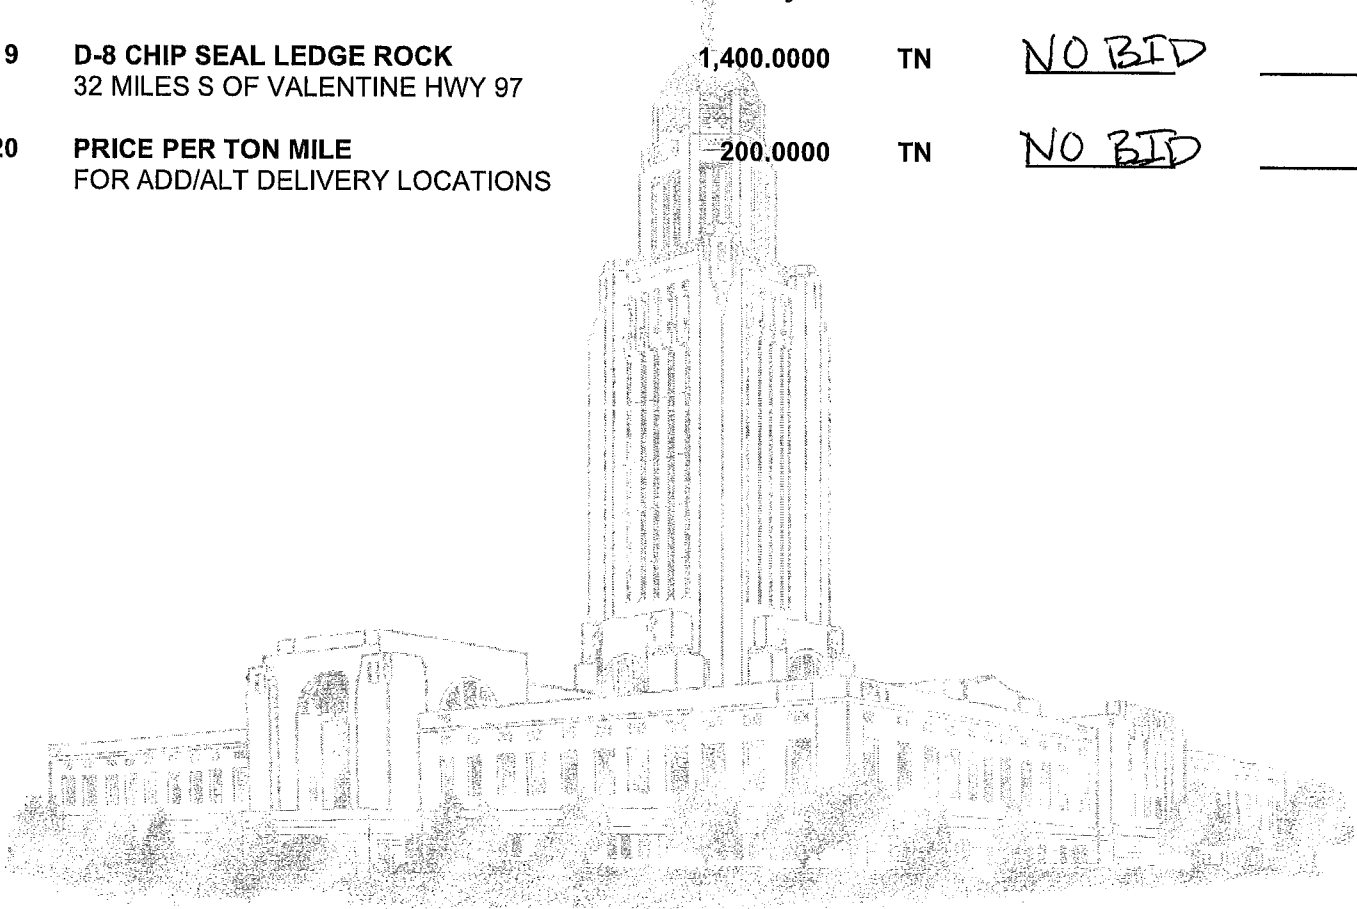 9 D-8 CHIP SEAL LEDGE ROCK 1,400.0000 TN NO BID
32 MILES S OF VALENTINE HWY 97
20 PRICE PER TON MILE 200.0000 TN NO BID
FOR ADD/ALT DELIVERY LOCATIONS